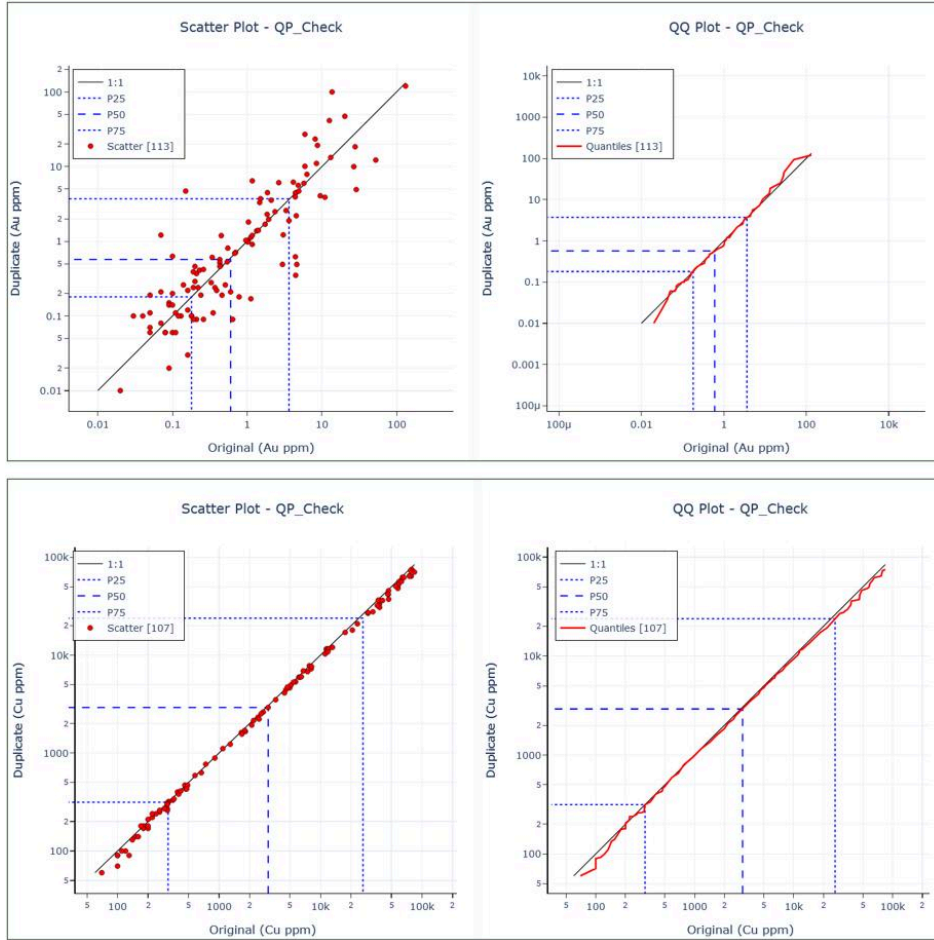 Scatter Plot - QP_Check
2
100
5
2
10
5
2
1
5
2
0.1
5
2
0.01
Duplicate (Au ppm)
1:1
P25
P50
P75
Scatter [113]
0.01 0.1 1 10 100
Original (Au ppm)
QQ Plot - QP_Check
10k
1000
100
10
1
0.1
0.01
0.001
100μ
Duplicate (Au ppm)
1:1
P25
P50
P75
Quantiles [113]
100μ 0.01 1 100 10k
Original (Au ppm)
Scatter Plot - QP_Check
100k
5
2
10k
5
2
1000
5
2
100
5
Duplicate (Cu ppm)
1:1
P25
P50
P75
Scatter [107]
5 100 2 5 1000 2 5 10k 2 5 100k 2
Original (Cu ppm)
QQ Plot - QP_Check
100k
5
2
10k
5
2
1000
5
2
100
5
Duplicate (Cu ppm)
1:1
P25
P50
P75
Quantiles [107]
5 100 2 5 1000 2 5 10k 2 5 100k 2
Original (Cu ppm)